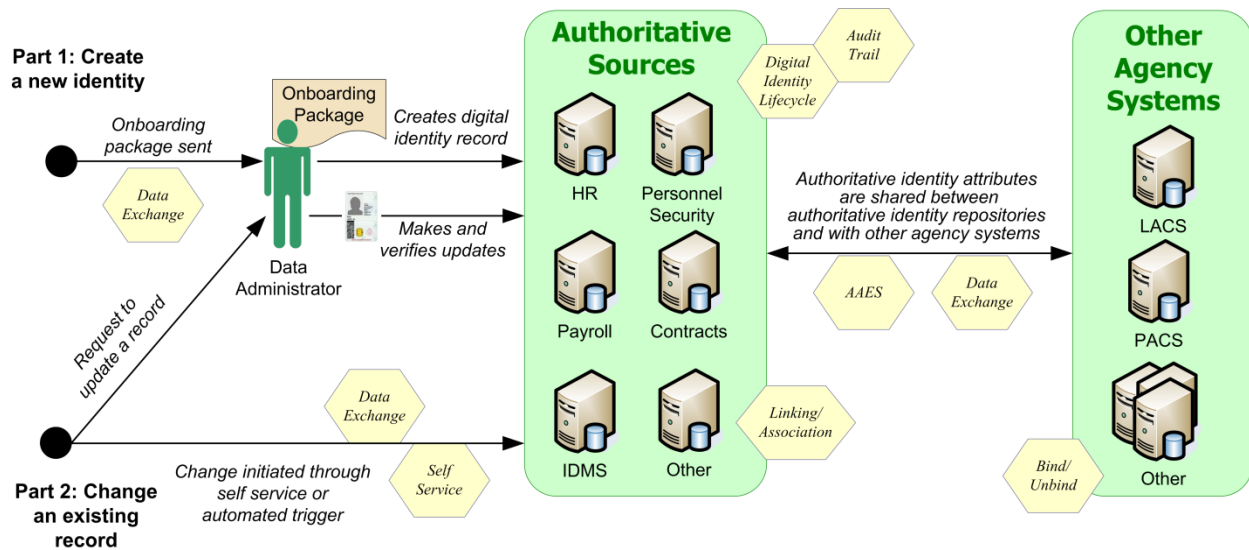 Part 1: Create
a new identity
Onboarding
package sent
Data
Exchange
Onboarding
Package
Data
Administrator
Creates digital
identity record
Makes and
verifies updates
Request to
update a record
Part 2: Change
an existing
record
Change initiated through
self service or
automated trigger
Data
Exchange
Self
Service
Authoritative
Sources
HR
Personnel
Security
Payroll
Contracts
IDMS
Other
Digital
Identity
Lifecycle
Audit
Trail
Linking/
Association
Authoritative identity attributes
are shared between
authoritative identity repositories
and with other agency systems
AAES
Data
Exchange
Other
Agency
Systems
LACS
PACS
Other
Bind/
Unbind